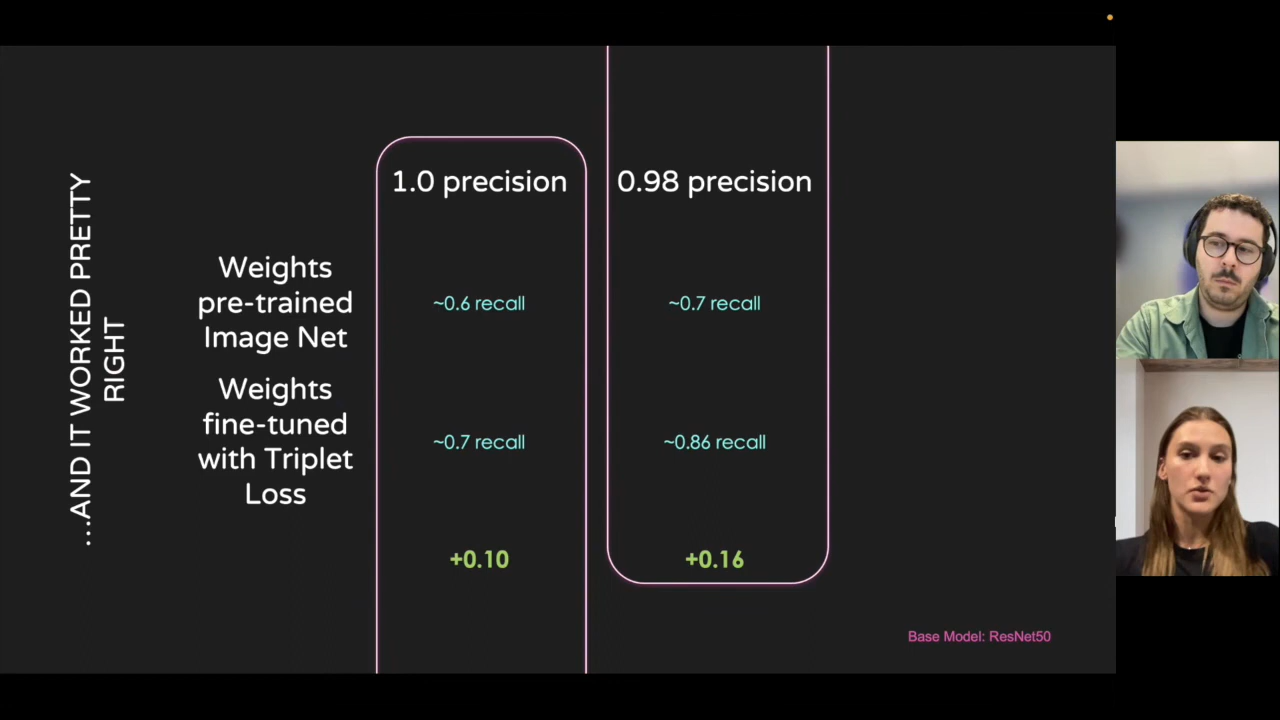 ...AND IT WORKED PRETTY
RIGHT
1.0 precision
0.98 precision
Weights
pre-trained
Image Net
~0.6 recall
~0.7 recall
Weights
fine-tuned
with Triplet
Loss
~0.7 recall
~0.86 recall
+0.10
+0.16
Base Model: ResNet50